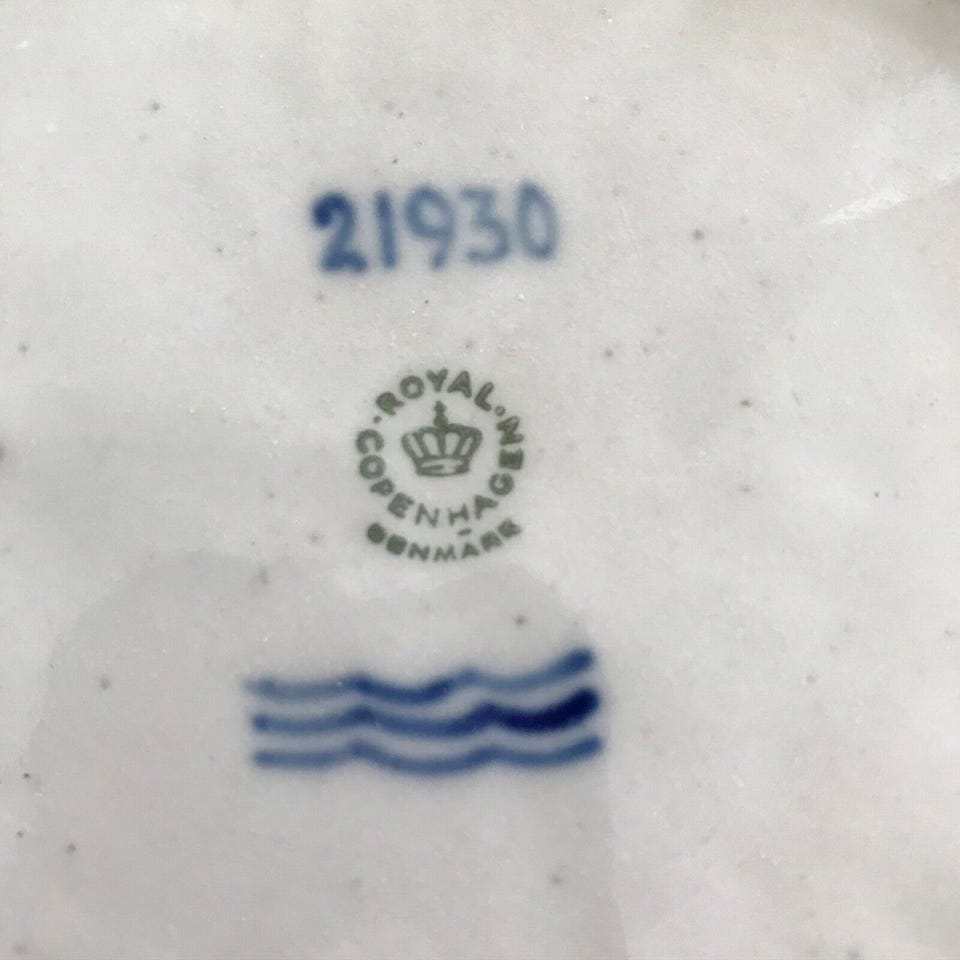 21930
ROYAL
COPENHAGEN
DENMARK